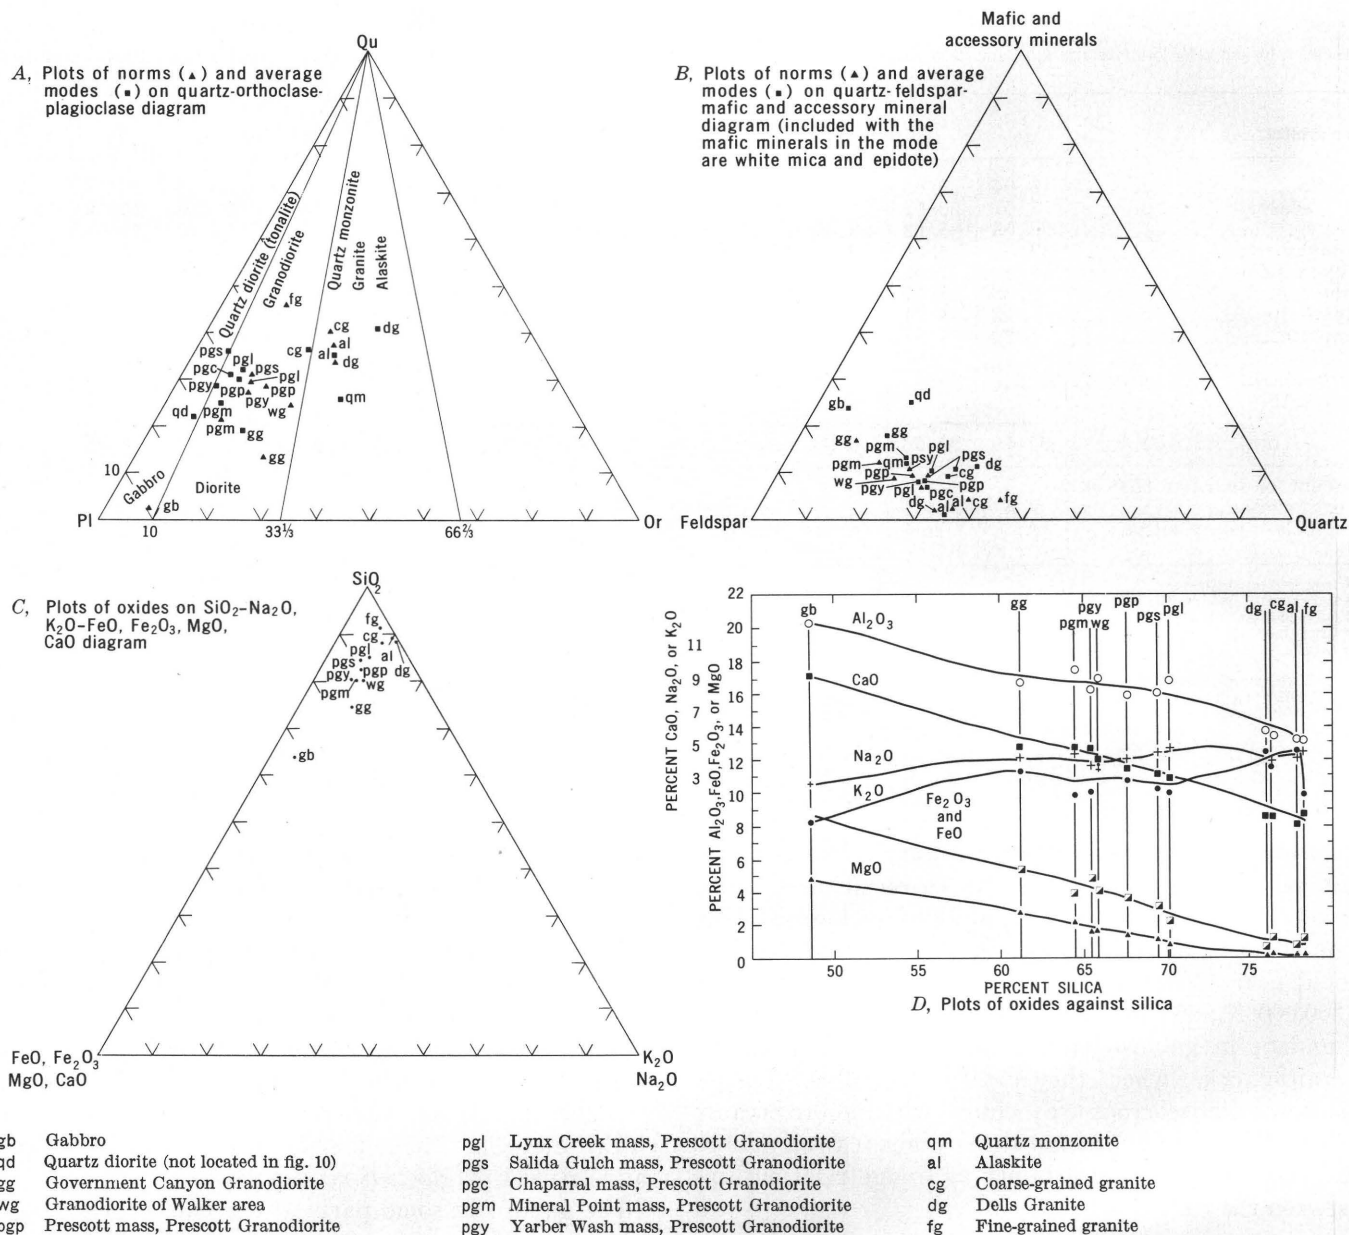 A, Plots of norms (▲) and average
modes (■) on quartz-orthoclase-
plagioclase diagram
Qu
Quartz diorite (tonalite)
Granodiorite
Quartz monzonite
Granite
Alaskite
fg
cg
dg
al
cg
al
dg
pgs
pgl
pgc
pgs
pgl
pgy
pgp
pgp
pgy
wg
qm
qd
pgm
pgm
gg
gg
10
Gabbro
gb
Diorite
Pl
10
33⅓
66⅔
Or
Mafic and
accessory minerals
B, Plots of norms (▲) and average
modes (■) on quartz-feldspar-
mafic and accessory mineral
diagram (included with the
mafic minerals in the mode
are white mica and epidote)
gb
qd
gg
gg
pgm
pgl
psy
pgs
pgm
qm
dg
pgp
cg
wg
pgy
pgl
pgc
pgp
dg
al
al
cg
fg
Feldspar
Quartz
C, Plots of oxides on SiO₂–Na₂O,
K₂O–FeO, Fe₂O₃, MgO,
CaO diagram
SiO₂
fg
cg
pgl
al
pgs
dg
pgp
pgy
wg
pgm
gg
gb
FeO, Fe₂O₃
MgO, CaO
K₂O
Na₂O
PERCENT CaO, Na₂O, or K₂O
11
9
7
5
3
PERCENT Al₂O₃, FeO, Fe₂O₃, or MgO
22
20
18
16
14
12
10
8
6
4
2
0
gb
gg
pgm
pgy
wg
pgp
pgs
pgl
dg
cg
al
fg
Al₂O₃
CaO
Na₂O
K₂O
Fe₂O₃
and
FeO
MgO
50 55 60 65 70 75
PERCENT SILICA
D, Plots of oxides against silica
gb Gabbro
qd Quartz diorite (not located in fig. 10)
gg Government Canyon Granodiorite
wg Granodiorite of Walker area
pgp Prescott mass, Prescott Granodiorite
pgl Lynx Creek mass, Prescott Granodiorite
pgs Salida Gulch mass, Prescott Granodiorite
pgc Chaparral mass, Prescott Granodiorite
pgm Mineral Point mass, Prescott Granodiorite
pgy Yarber Wash mass, Prescott Granodiorite
qm Quartz monzonite
al Alaskite
cg Coarse-grained granite
dg Dells Granite
fg Fine-grained granite